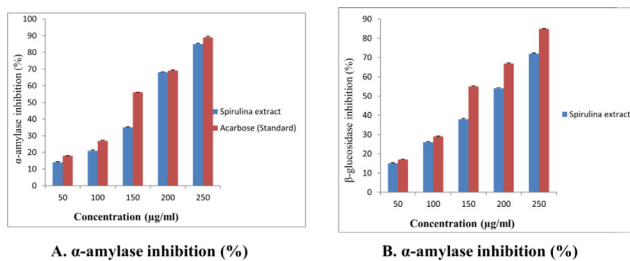 100
90
80
70
60
50
40
30
20
10
0
α-amylase inhibition (%)
50 100 150 200 250
Concentration (µg/ml)
Spirulina extract
Acarbose (Standard)
90
80
70
60
50
40
30
20
10
0
β-glucosidase inhibition (%)
50 100 150 200 250
Concentration (µg/ml)
Spirulina extract
A. α-amylase inhibition (%)
B. α-amylase inhibition (%)